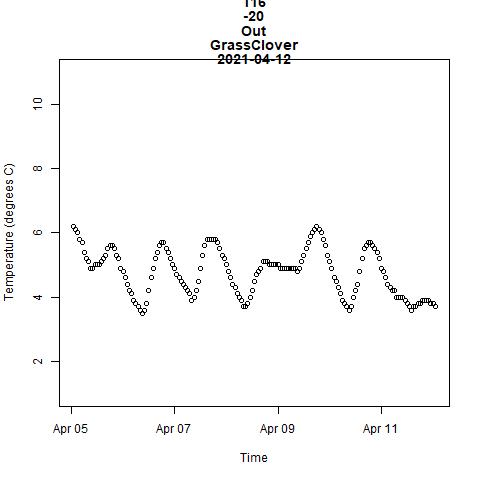 T16
-20
Out
GrassClover
2021-04-12
10
8
6
4
2
Temperature (degrees C)
Apr 05 Apr 07 Apr 09 Apr 11
Time